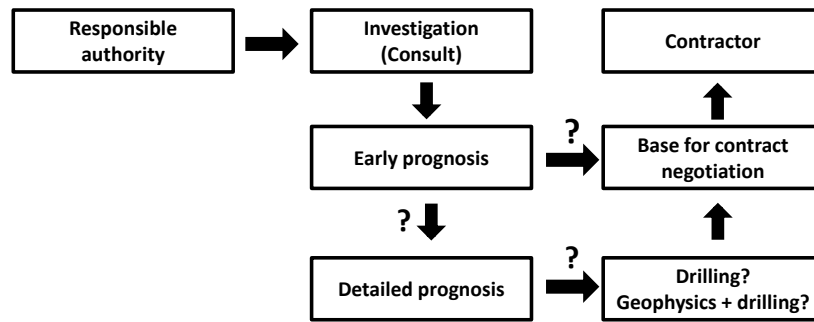 Responsible
authority
Investigation
(Consult)
Contractor
Early prognosis
?
Base for contract
negotiation
?
Detailed prognosis
?
Drilling?
Geophysics + drilling?